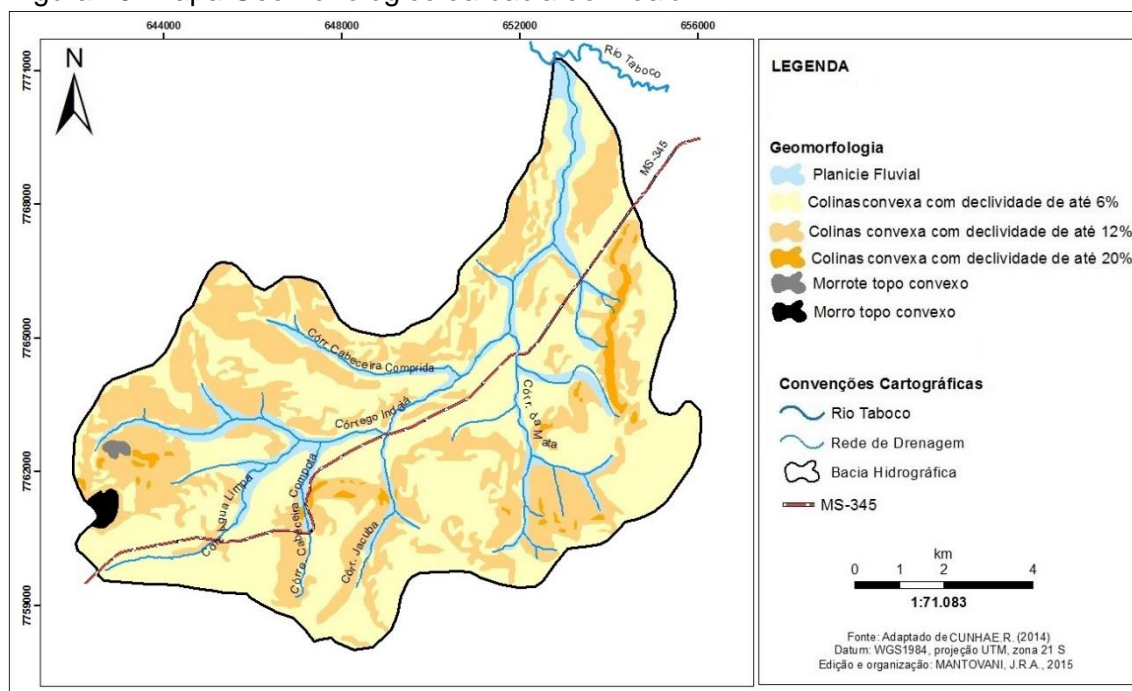 644000
648000
652000
656000
7771000
7768000
7765000
7762000
7759000
N
Rio Taboco
MS-345
Córr Cabeceira Comprida
Córrego Indaiá
Córr. da Mata
Córr. Água Limpa
Córre. Cabeceira Compota
Córr. Jacuba
LEGENDA
Geomorfologia
Planicie Fluvial
Colinas convexa com declividade de até 6%
Colinas convexa com declividade de até 12%
Colinas convexa com declividade de até 20%
Morrote topo convexo
Morro topo convexo
Convenções Cartográficas
Rio Taboco
Rede de Drenagem
Bacia Hidrográfica
MS-345
km
0 1 2 4
1:71.083
Fonte: Adaptado de CUNHAE.R. (2014)
Datum: WGS1984, projeção UTM, zona 21 S
Edição e organização: MANTOVANI, J.R.A., 2015